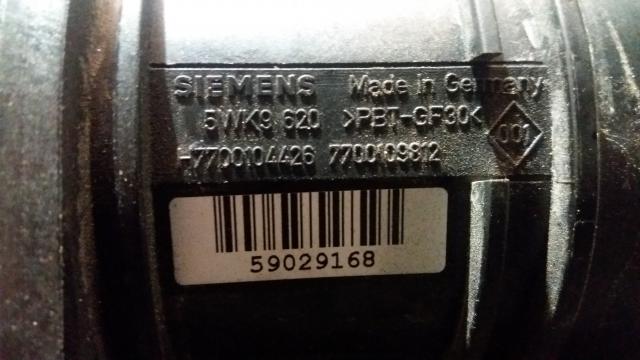 SIEMENS Made in Germany
5WK9 620 >PBT-GF30< 001
-7700104426 7700109812
59029168